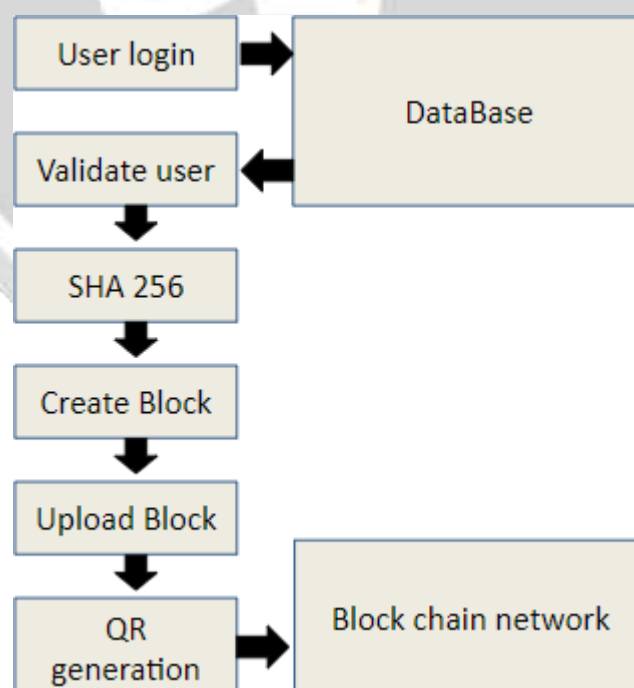 User login
DataBase
Validate user
SHA 256
Create Block
Upload Block
QR
generation
Block chain network